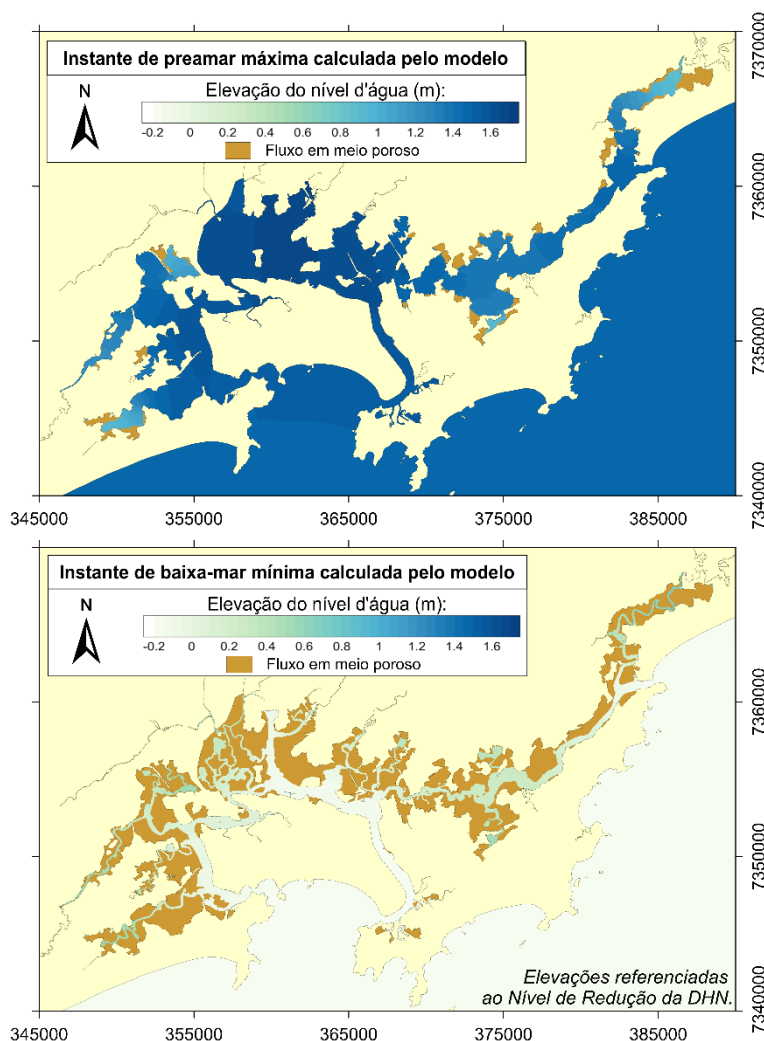 Instante de preamar máxima calculada pelo modelo
N
Elevação do nível d'água (m):
-0.2 0 0.2 0.4 0.6 0.8 1 1.2 1.4 1.6
Fluxo em meio poroso
7370000
7360000
7350000
7340000
345000 355000 365000 375000 385000
Instante de baixa-mar mínima calculada pelo modelo
N
Elevação do nível d'água (m):
-0.2 0 0.2 0.4 0.6 0.8 1 1.2 1.4 1.6
Fluxo em meio poroso
7360000
7350000
7340000
Elevações referenciadas
ao Nível de Redução da DHN.
345000 355000 365000 375000 385000